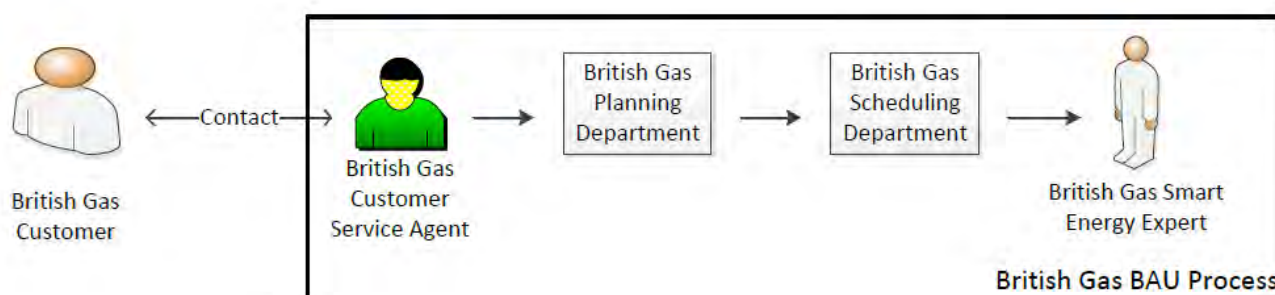 British Gas
Customer
Contact
British Gas
Customer
Service Agent
British Gas
Planning
Department
British Gas
Scheduling
Department
British Gas Smart
Energy Expert
British Gas BAU Process